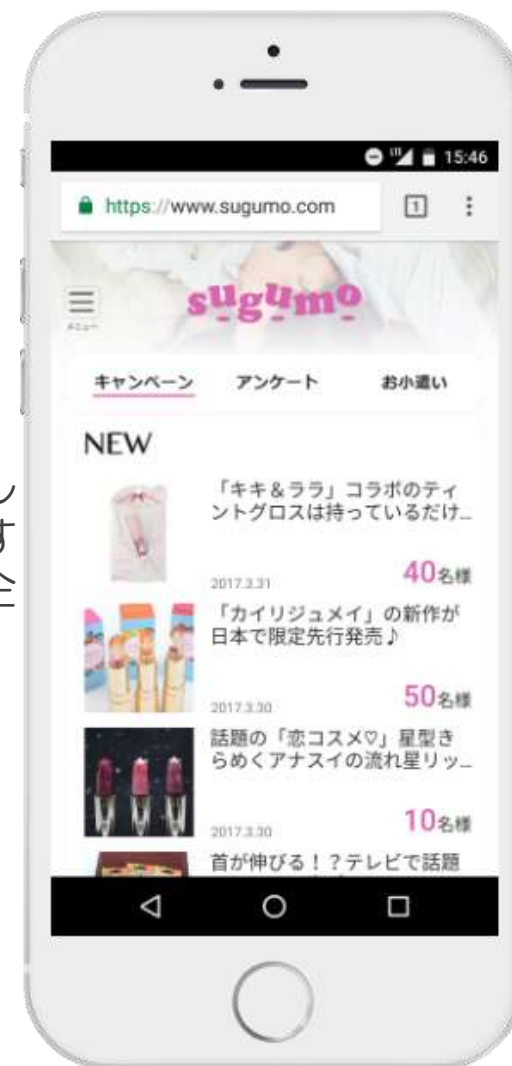 15:46
https://www.sugumo.com
1
メニュー
sugumo
キャンペーン
アンケート
お小遣い
NEW
「キキ&ララ」コラボのティ
ントグロスは持っているだけ…
2017.3.31
40名様
「カイリジュメイ」の新作が
日本で限定先行発売♪
2017.3.30
50名様
話題の「恋コスメ♡」星型き
らめくアナスイの流れ星リッ…
2017.3.30
10名様
首が伸びる！？テレビで話題